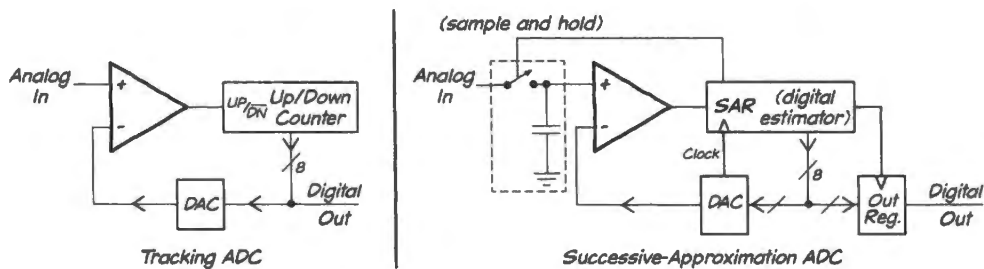 Analog
In
+
-
UP/DN Up/Down
Counter
8
DAC
Digital
Out
Tracking ADC
(sample and hold)
Analog
In
+
-
SAR (digital
estimator)
Clock
8
DAC
Out
Reg.
Digital
Out
Successive-Approximation ADC